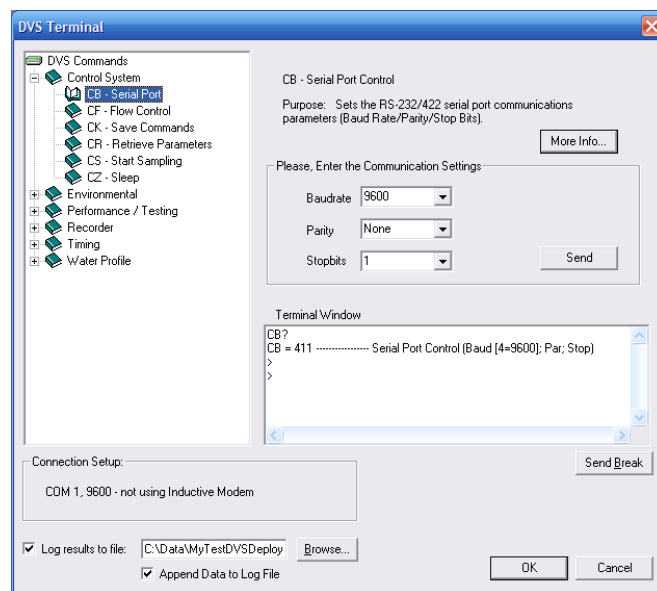 DVS Terminal
DVS Commands
Control System
CB - Serial Port
CF - Flow Control
CK - Save Commands
CR - Retrieve Parameters
CS - Start Sampling
CZ - Sleep
Environmental
Performance / Testing
Recorder
Timing
Water Profile
CB - Serial Port Control
Purpose: Sets the RS-232/422 serial port communications
parameters (Baud Rate/Parity/Stop Bits).
More Info...
Please, Enter the Communication Settings
Baudrate 9600
Parity None
Stopbits 1
Send
Terminal Window
CB?
CB = 411 ----------------- Serial Port Control (Baud [4=9600]; Par; Stop)
>
>
Send Break
Connection Setup:
COM 1, 9600 - not using Inductive Modem
Log results to file: C:\Data\MyTestDVSDeploy Browse...
Append Data to Log File
OK Cancel